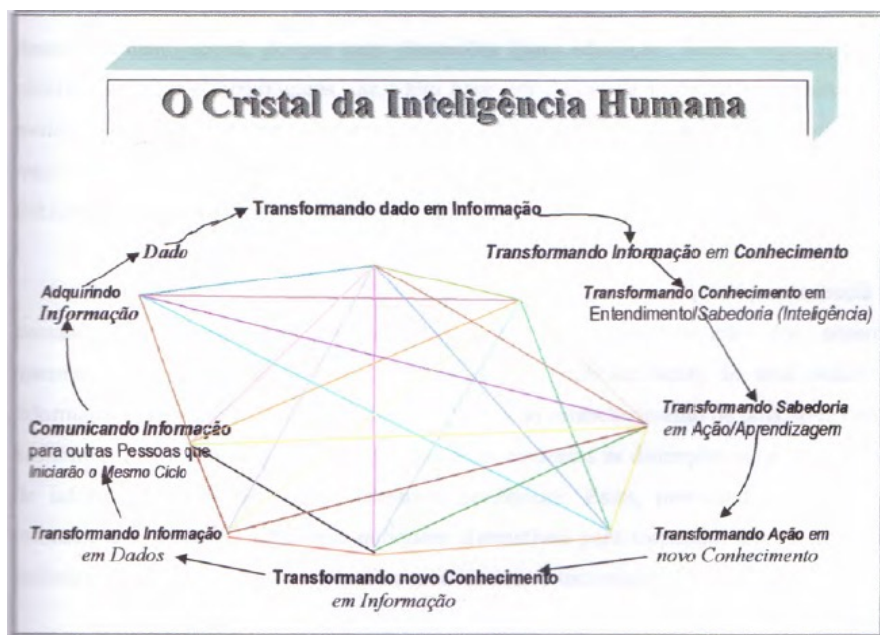 O Cristal da Inteligência Humana
Transformando dado em Informação
Dado
Transformando Informação em Conhecimento
Adquirindo
Informação
Transformando Conhecimento em
Entendimento/Sabedoria (Inteligência)
Transformando Sabedoria
em Ação/Aprendizagem
Comunicando Informação
para outras Pessoas que
Iniciarão o Mesmo Ciclo
Transformando Informação
em Dados
Transformando Ação em
novo Conhecimento
Transformando novo Conhecimento
em Informação